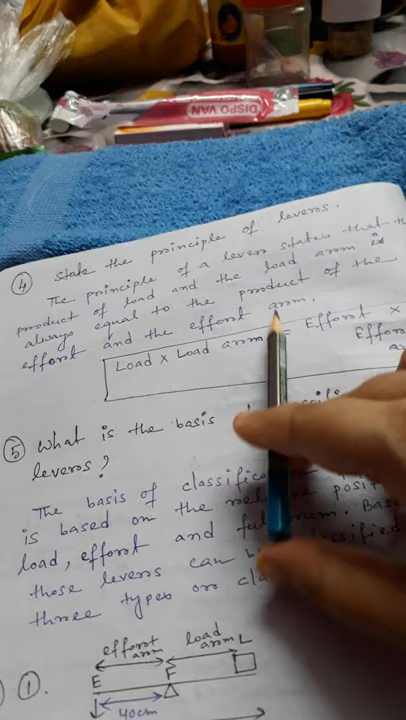 DISPO VAN
④ State the principle of levers.
The principle of a lever states that the
product of load and the load arm is
always equal to the product of the
effort and the effort arm.
Load × Load arm = Effort ×
Effort
⑤ What is the basis
levers?
The basis of
is based on the
load, effort and
these levers can
three types or
effort arm load arm L
E F
①.
40cm